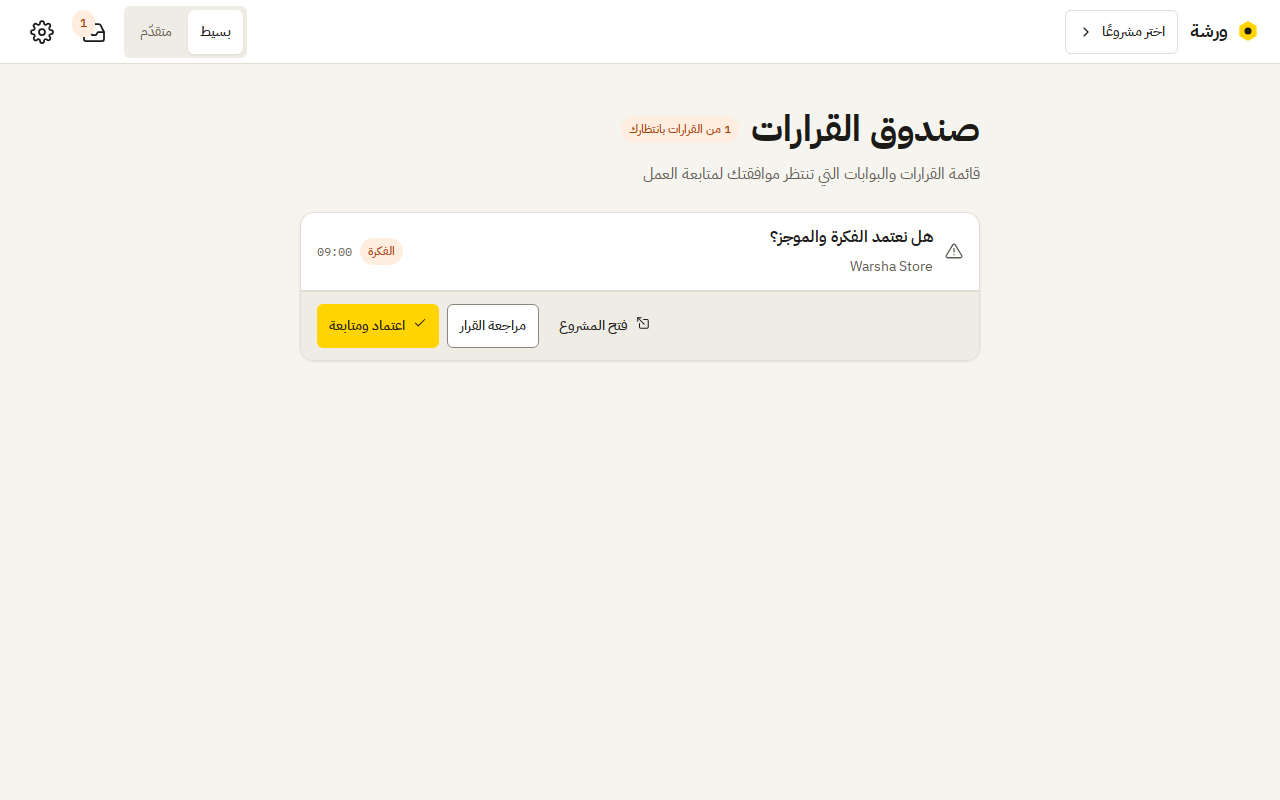 ورشة
اختر مشروعًا
بسيط
متقدّم
1
صندوق القرارات
1 من القرارات بانتظارك
قائمة القرارات والبوابات التي تنتظر موافقتك لمتابعة العمل
هل نعتمد الفكرة والموجز؟
Warsha Store
الفكرة
09:00
فتح المشروع
مراجعة القرار
اعتماد ومتابعة